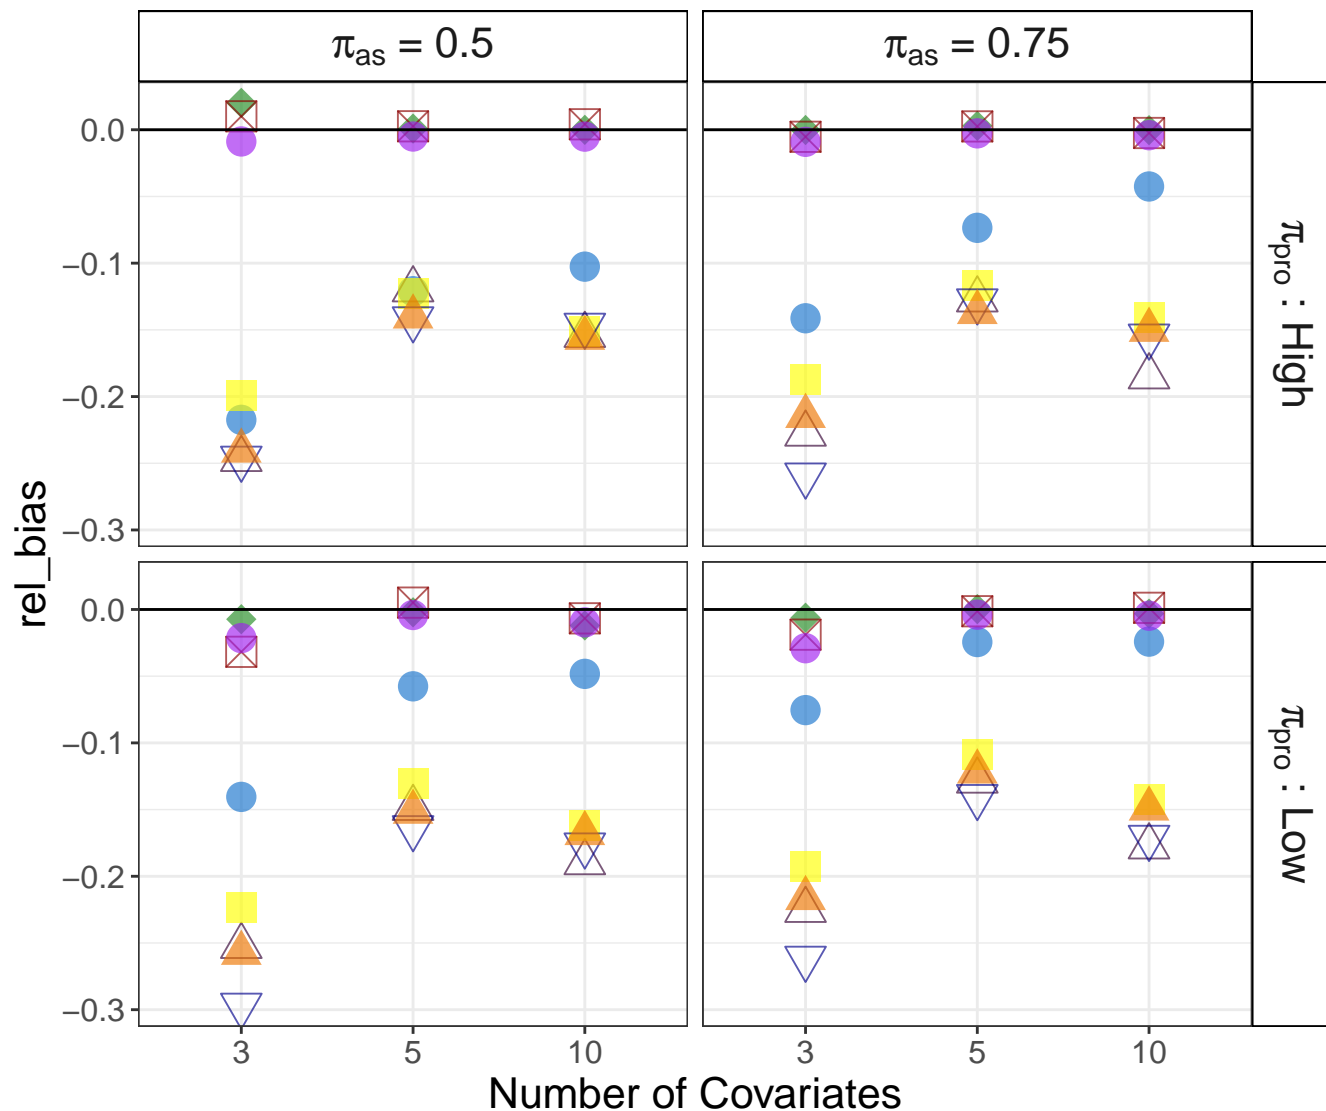 π_as = 0.5
π_as = 0.75
0.0
−0.1
−0.2
−0.3
π_pro : High
0.0
−0.1
−0.2
−0.3
π_pro : Low
rel_bias
3
5
10
3
5
10
Number of Covariates